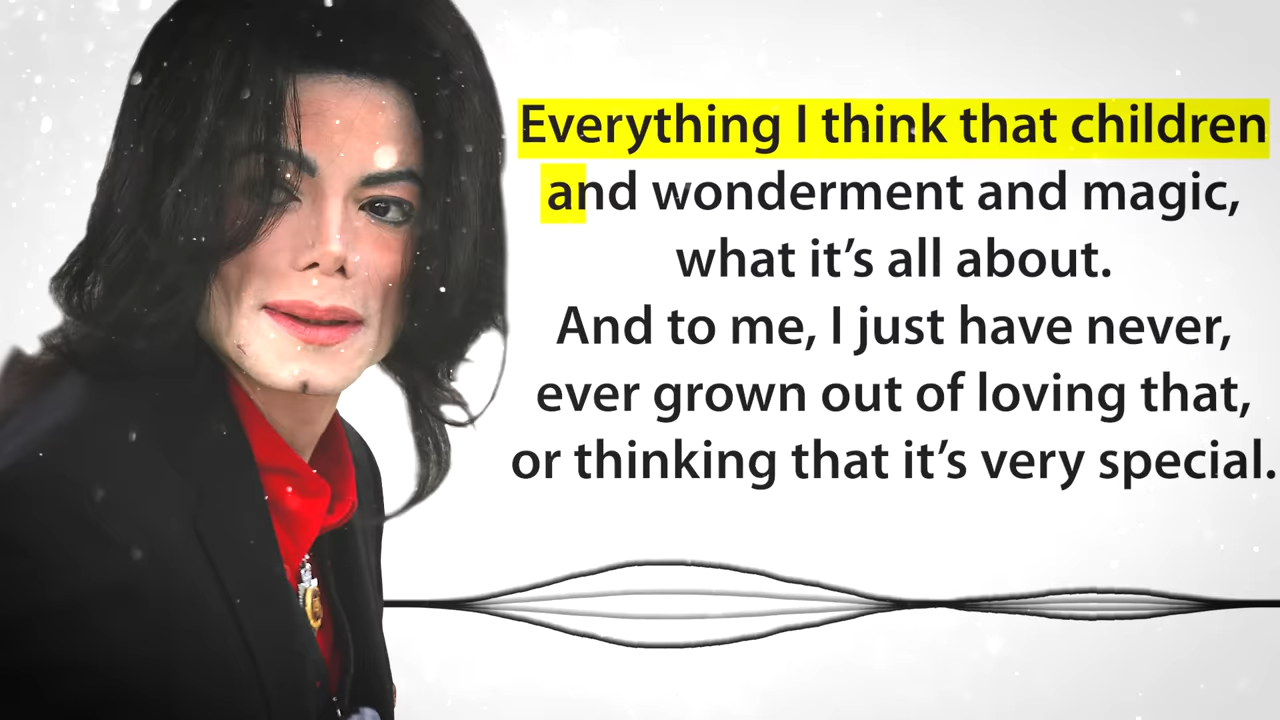 Everything I think that children
and wonderment and magic,
what it’s all about.
And to me, I just have never,
ever grown out of loving that,
or thinking that it’s very special.